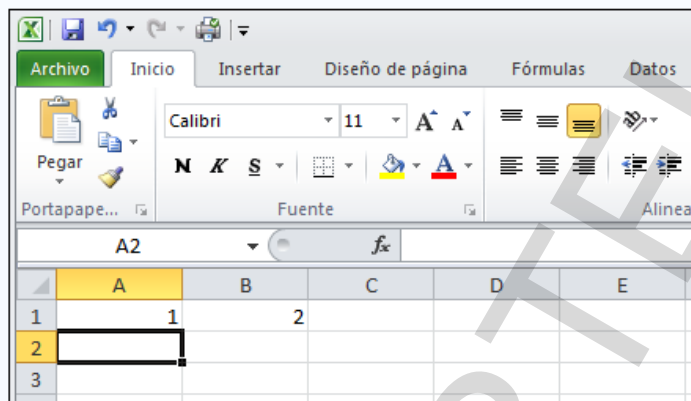 Archivo Inicio Insertar Diseño de página Fórmulas Datos
Calibri 11 A A
Pegar
N K S A
Portapape... Fuente Alinea
A2 fx
A B C D E
1 1 2
2
3